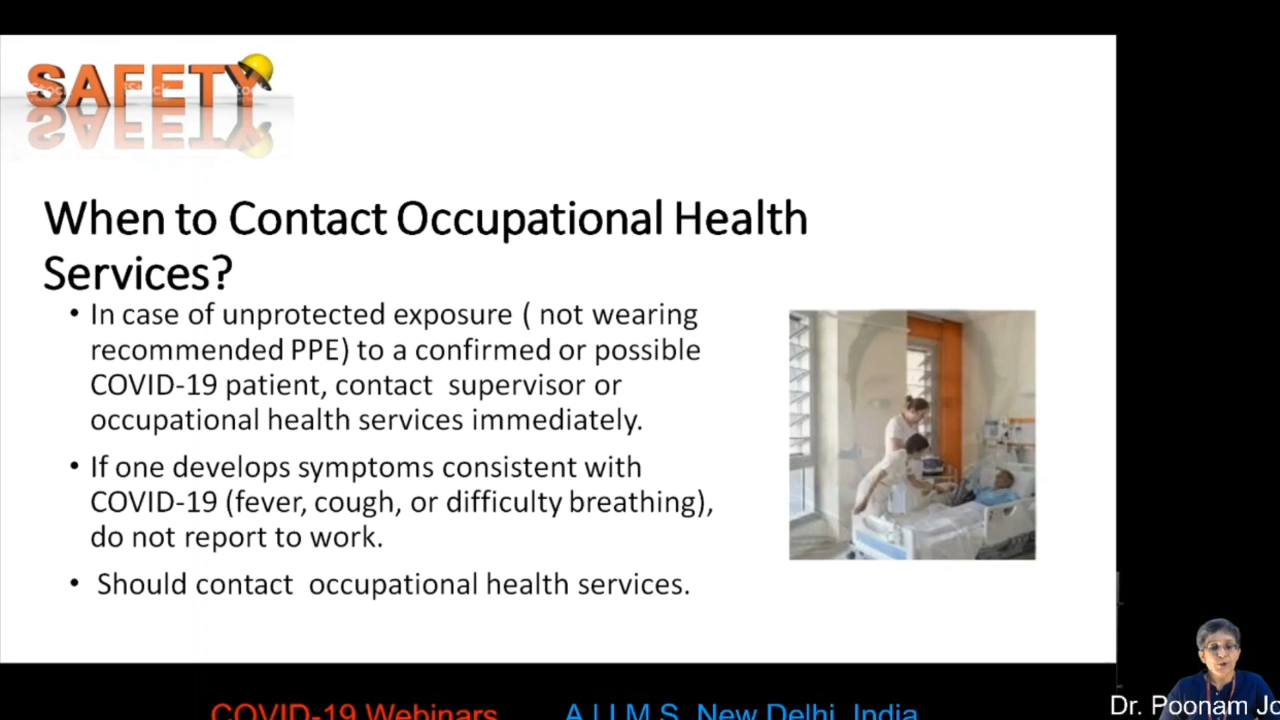 SAFETY
When to Contact Occupational Health
Services?
• In case of unprotected exposure ( not wearing
recommended PPE) to a confirmed or possible
COVID-19 patient, contact supervisor or
occupational health services immediately.
• If one develops symptoms consistent with
COVID-19 (fever, cough, or difficulty breathing),
do not report to work.
• Should contact occupational health services.
COVID-19 Webinars A.I.I.M.S, New Delhi, India
Dr. Poonam Jo